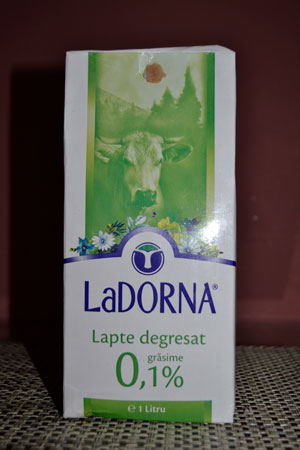 LaDORNA®
Lapte degresat
grăsime
0,1%
℮ 1 Litru